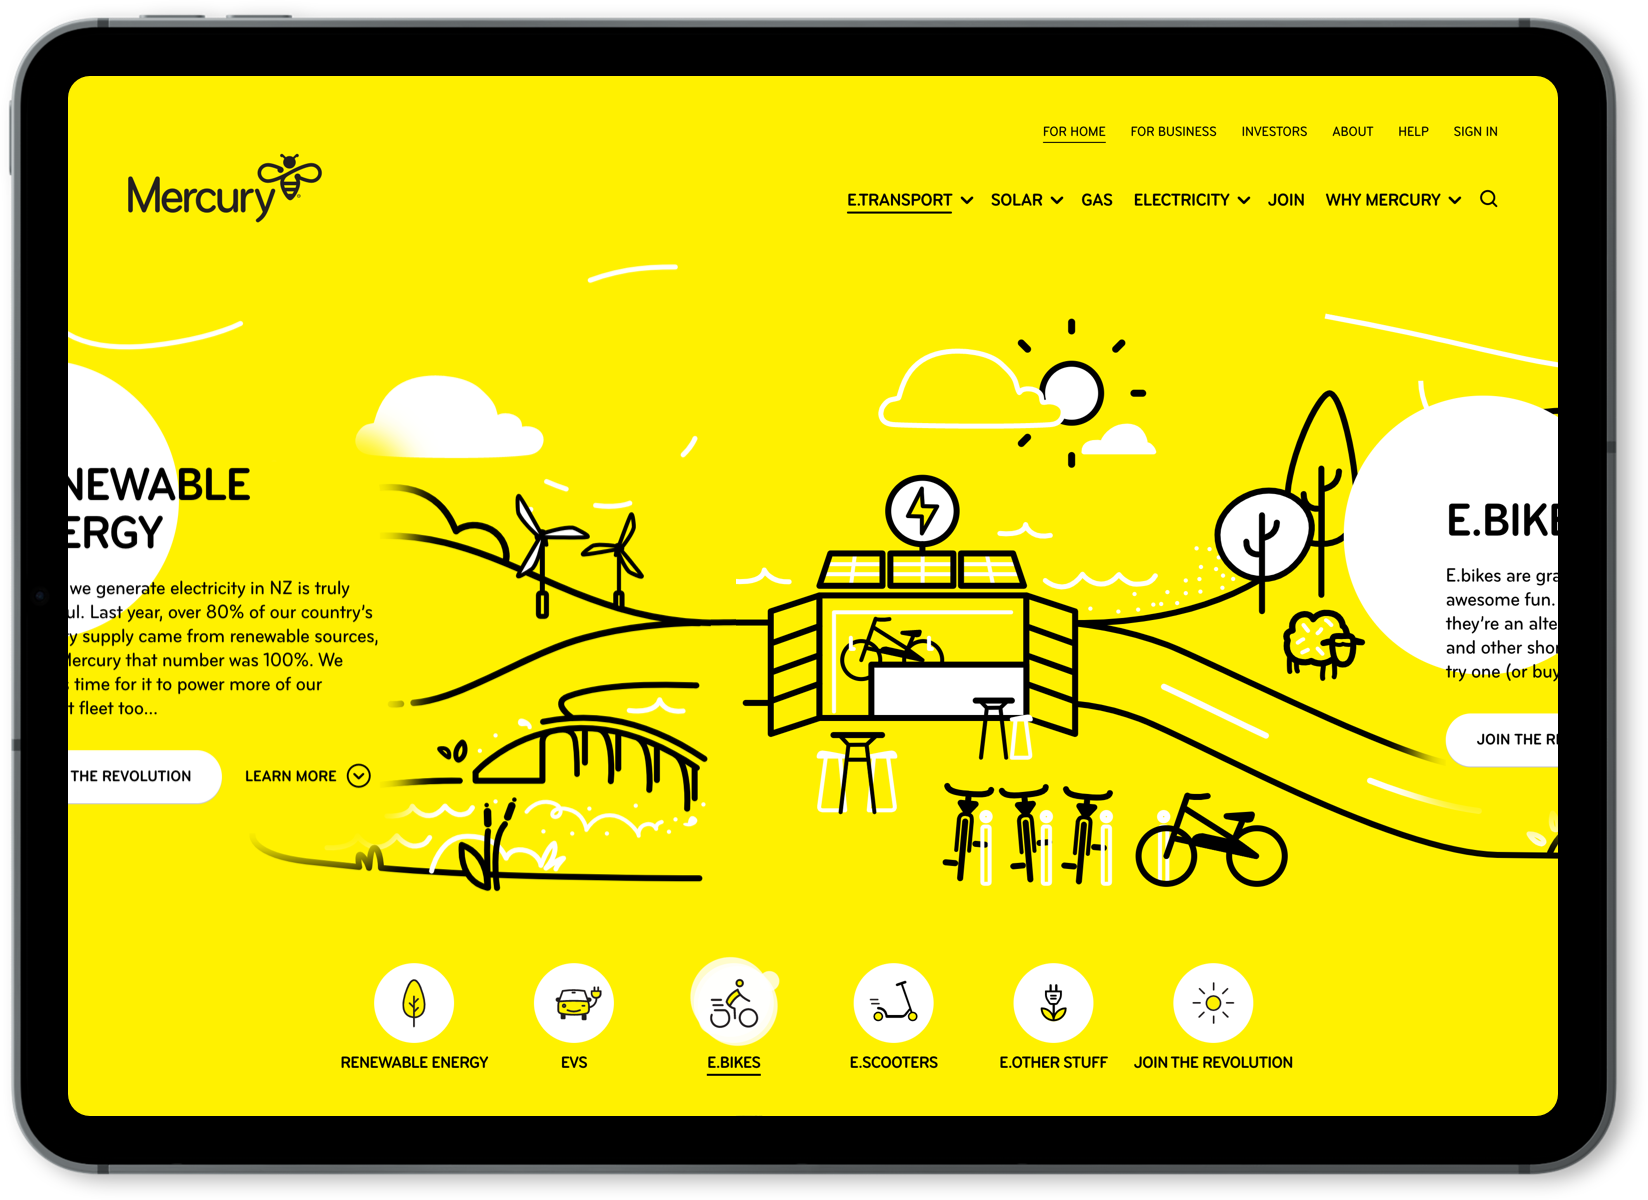 FOR HOME FOR BUSINESS INVESTORS ABOUT HELP SIGN IN
Mercury
E.TRANSPORT SOLAR GAS ELECTRICITY JOIN WHY MERCURY
NEWABLE
ERGY
we generate electricity in NZ is truly
ul. Last year, over 80% of our country's
y supply came from renewable sources,
Mercury that number was 100%. We
time for it to power more of our
t fleet too...
THE REVOLUTION
LEARN MORE
E.BIKE
E.bikes are gra
awesome fun.
they're an alte
and other shor
try one (or buy
JOIN THE RE
RENEWABLE ENERGY EVS E.BIKES E.SCOOTERS E.OTHER STUFF JOIN THE REVOLUTION